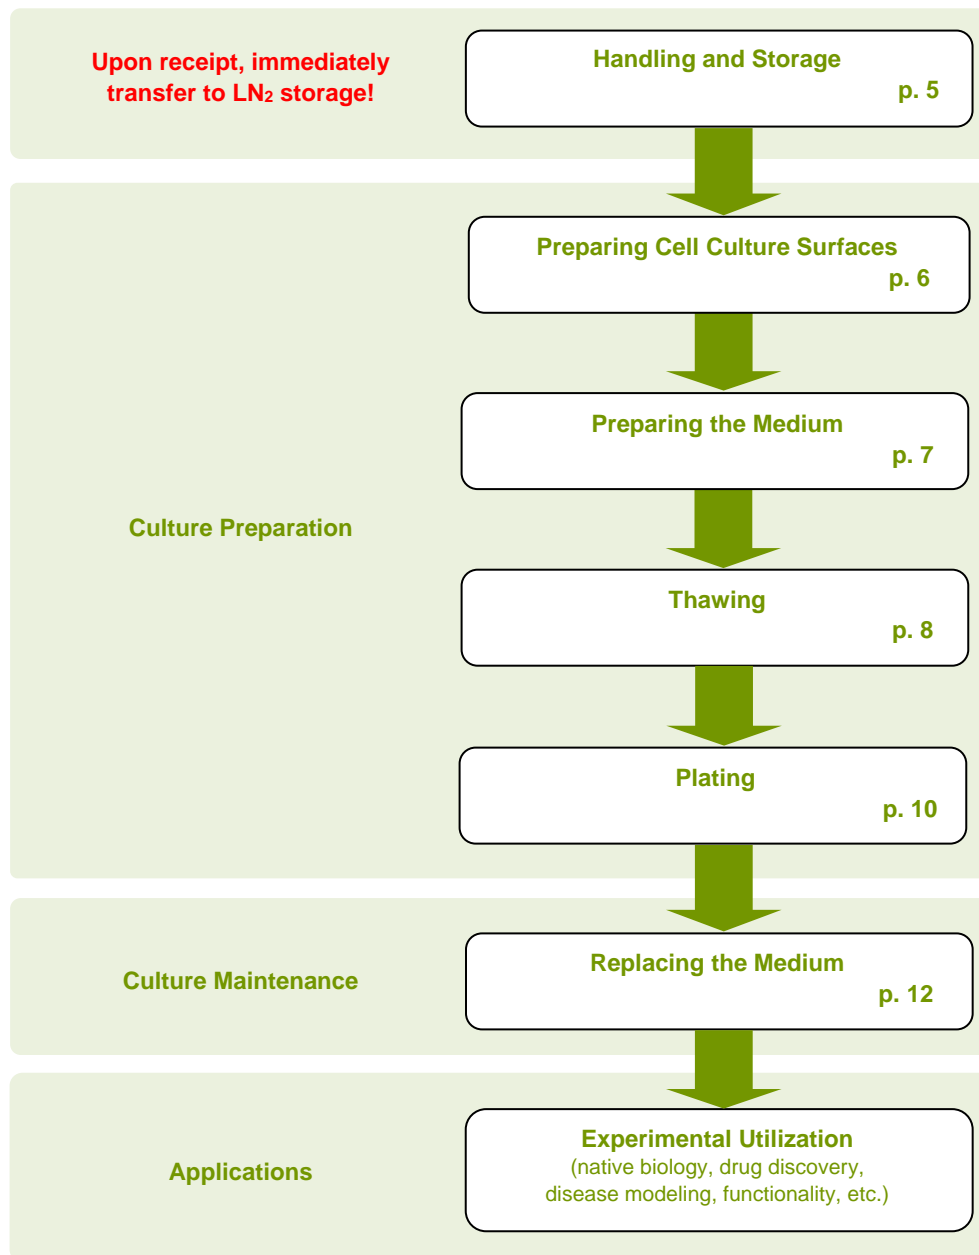 Upon receipt, immediately
transfer to LN₂ storage!
Handling and Storage
p. 5
Preparing Cell Culture Surfaces
p. 6
Preparing the Medium
p. 7
Culture Preparation
Thawing
p. 8
Plating
p. 10
Culture Maintenance
Replacing the Medium
p. 12
Applications
Experimental Utilization
(native biology, drug discovery,
disease modeling, functionality, etc.)